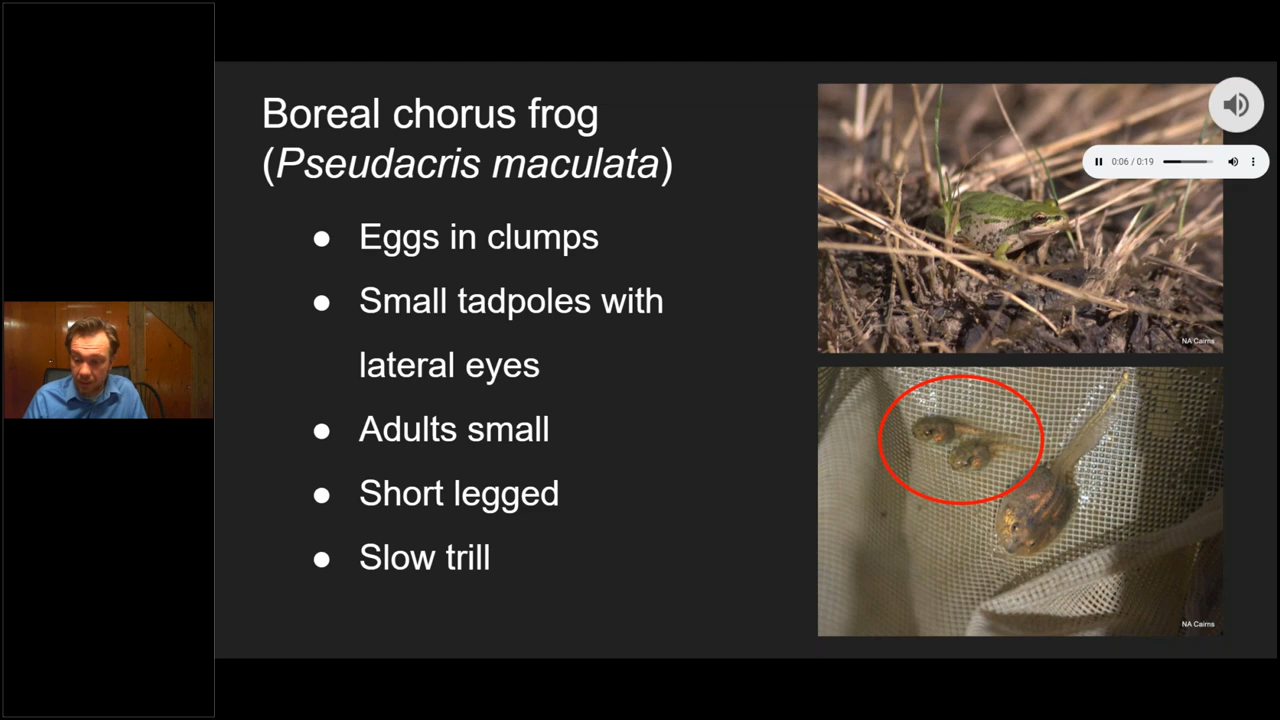 Boreal chorus frog
(Pseudacris maculata)
● Eggs in clumps
● Small tadpoles with
lateral eyes
● Adults small
● Short legged
● Slow trill
0:06 / 0:19
NA Cairns
NA Cairns